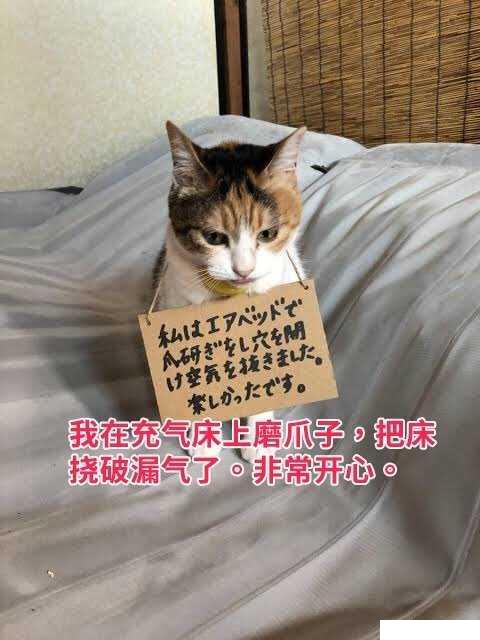 私はエアベッドで
爪研ぎをし穴を開
け空気を抜きました。
楽しかったです。
我在充气床上磨爪子，把床
挠破漏气了。非常开心。